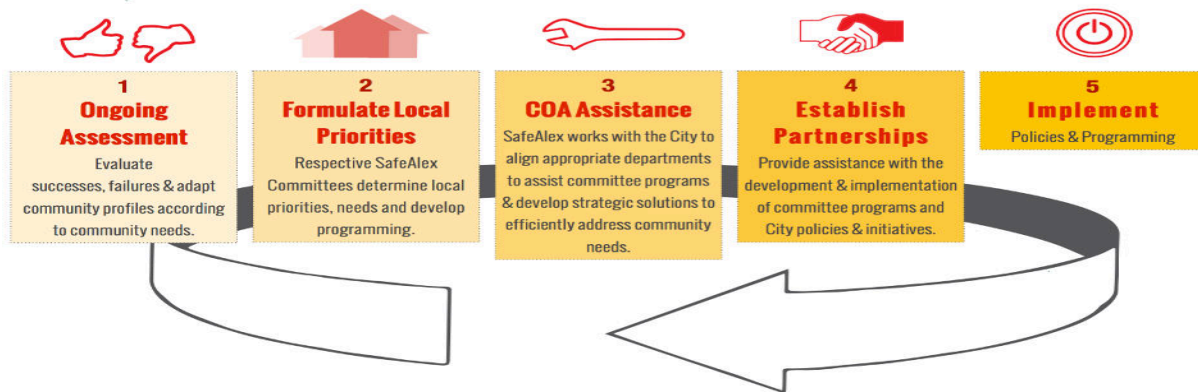 1
Ongoing
Assessment
Evaluate
successes, failures & adapt
community profiles according
to community needs.
2
Formulate Local
Priorities
Respective SafeAlex
Committees determine local
priorities, needs and develop
programming.
3
COA Assistance
SafeAlex works with the City to
align appropriate departments
to assist committee programs
& develop strategic solutions to
efficiently address community
needs.
4
Establish
Partnerships
Provide assistance with the
development & implementation
of committee programs and
City policies & initiatives.
5
Implement
Policies & Programming